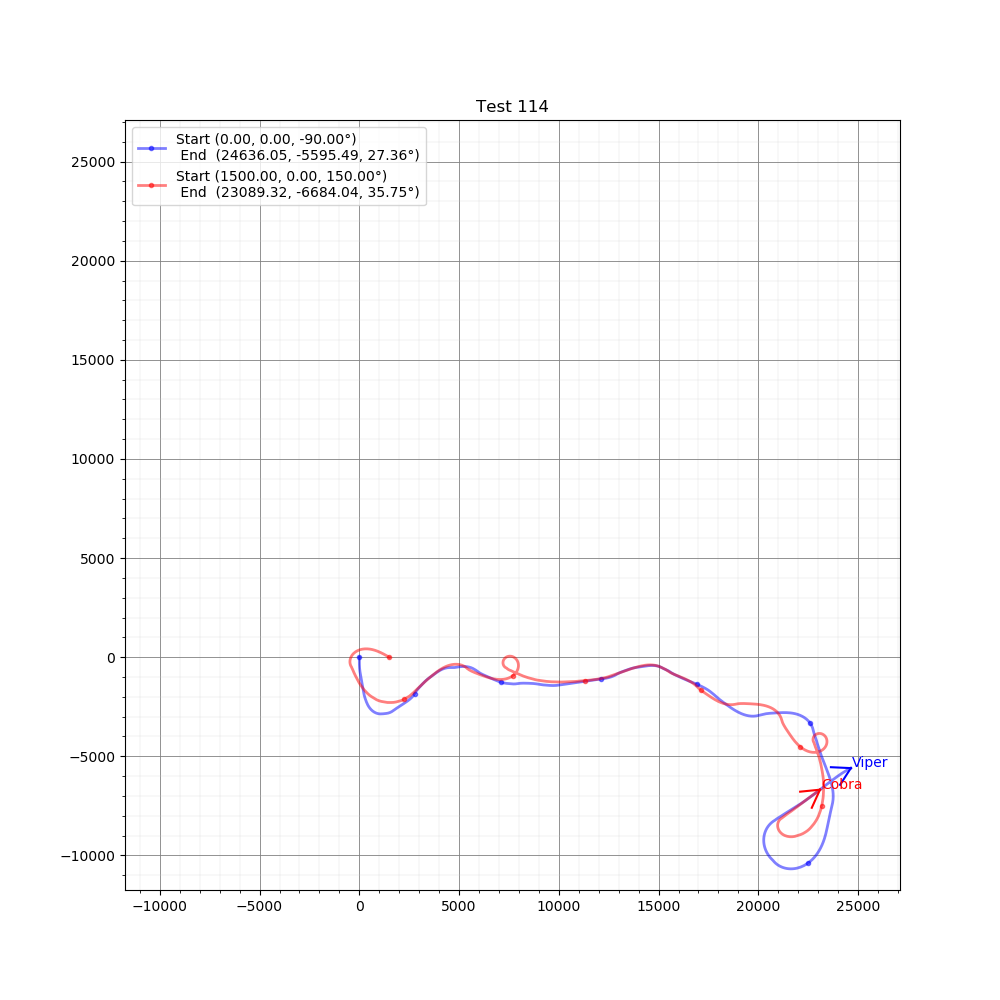 Test 114
Start (0.00, 0.00, -90.00°)
End (24636.05, -5595.49, 27.36°)
Start (1500.00, 0.00, 150.00°)
End (23089.32, -6684.04, 35.75°)
25000
20000
15000
10000
5000
0
−5000
−10000
Viper
Cobra
−10000 −5000 0 5000 10000 15000 20000 25000